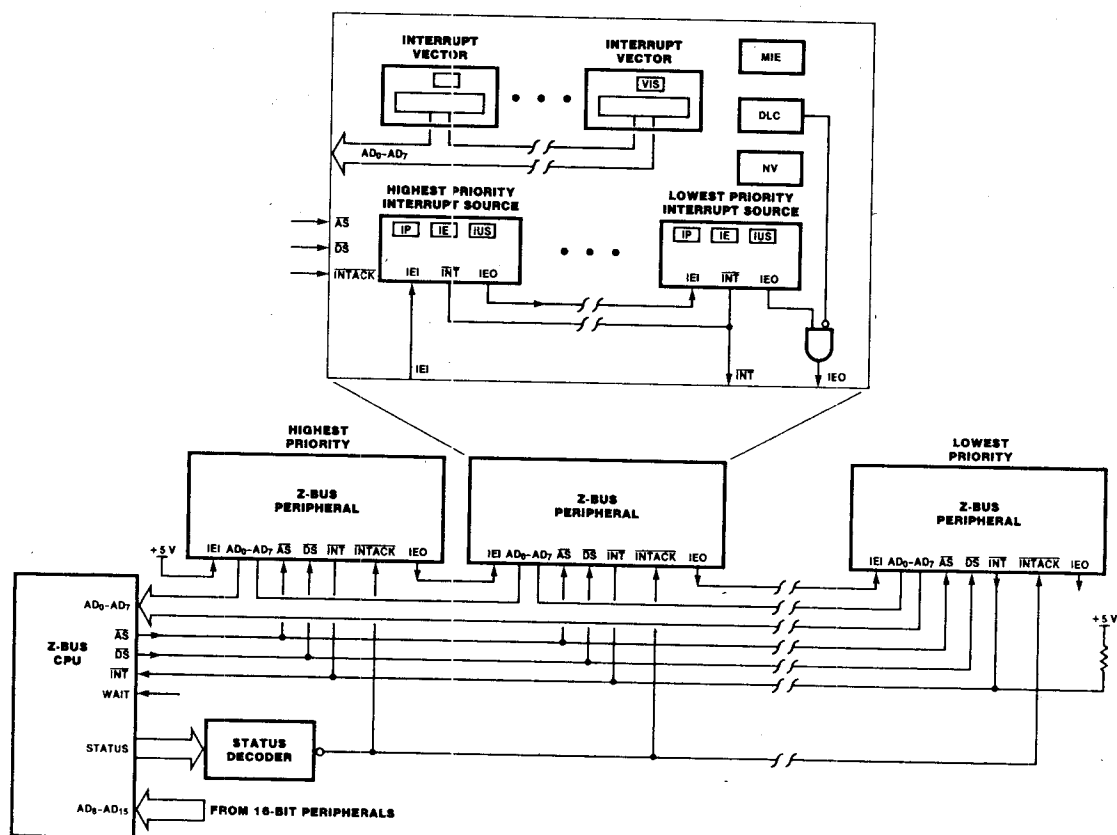 INTERRUPT
VECTOR
INTERRUPT
VECTOR
VIS
MIE
DLC
NV
AD0-AD7
HIGHEST PRIORITY
INTERRUPT SOURCE
LOWEST PRIORITY
INTERRUPT SOURCE
AS
DS
INTACK
IP IE IUS
IEI INT IEO
IP IE IUS
IEI INT IEO
IEI
INT
IEO
HIGHEST
PRIORITY
LOWEST
PRIORITY
Z-BUS
PERIPHERAL
Z-BUS
PERIPHERAL
Z-BUS
PERIPHERAL
+5 V
IEI AD0-AD7 AS DS INT INTACK IEO
IEI AD0-AD7 AS DS INT INTACK IEO
IEI AD0-AD7 AS DS INT INTACK IEO
+5 V
Z-BUS
CPU
AD0-AD7
AS
DS
INT
WAIT
STATUS
AD8-AD15
STATUS
DECODER
FROM 16-BIT PERIPHERALS